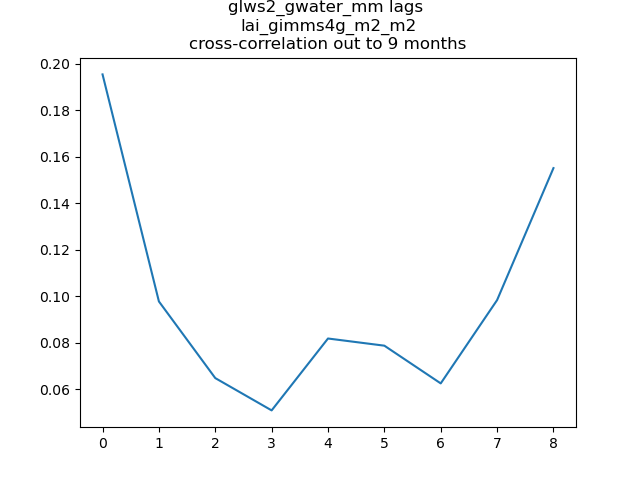 glws2_gwater_mm lags
lai_gimms4g_m2_m2
cross-correlation out to 9 months
0.20
0.18
0.16
0.14
0.12
0.10
0.08
0.06
0 1 2 3 4 5 6 7 8